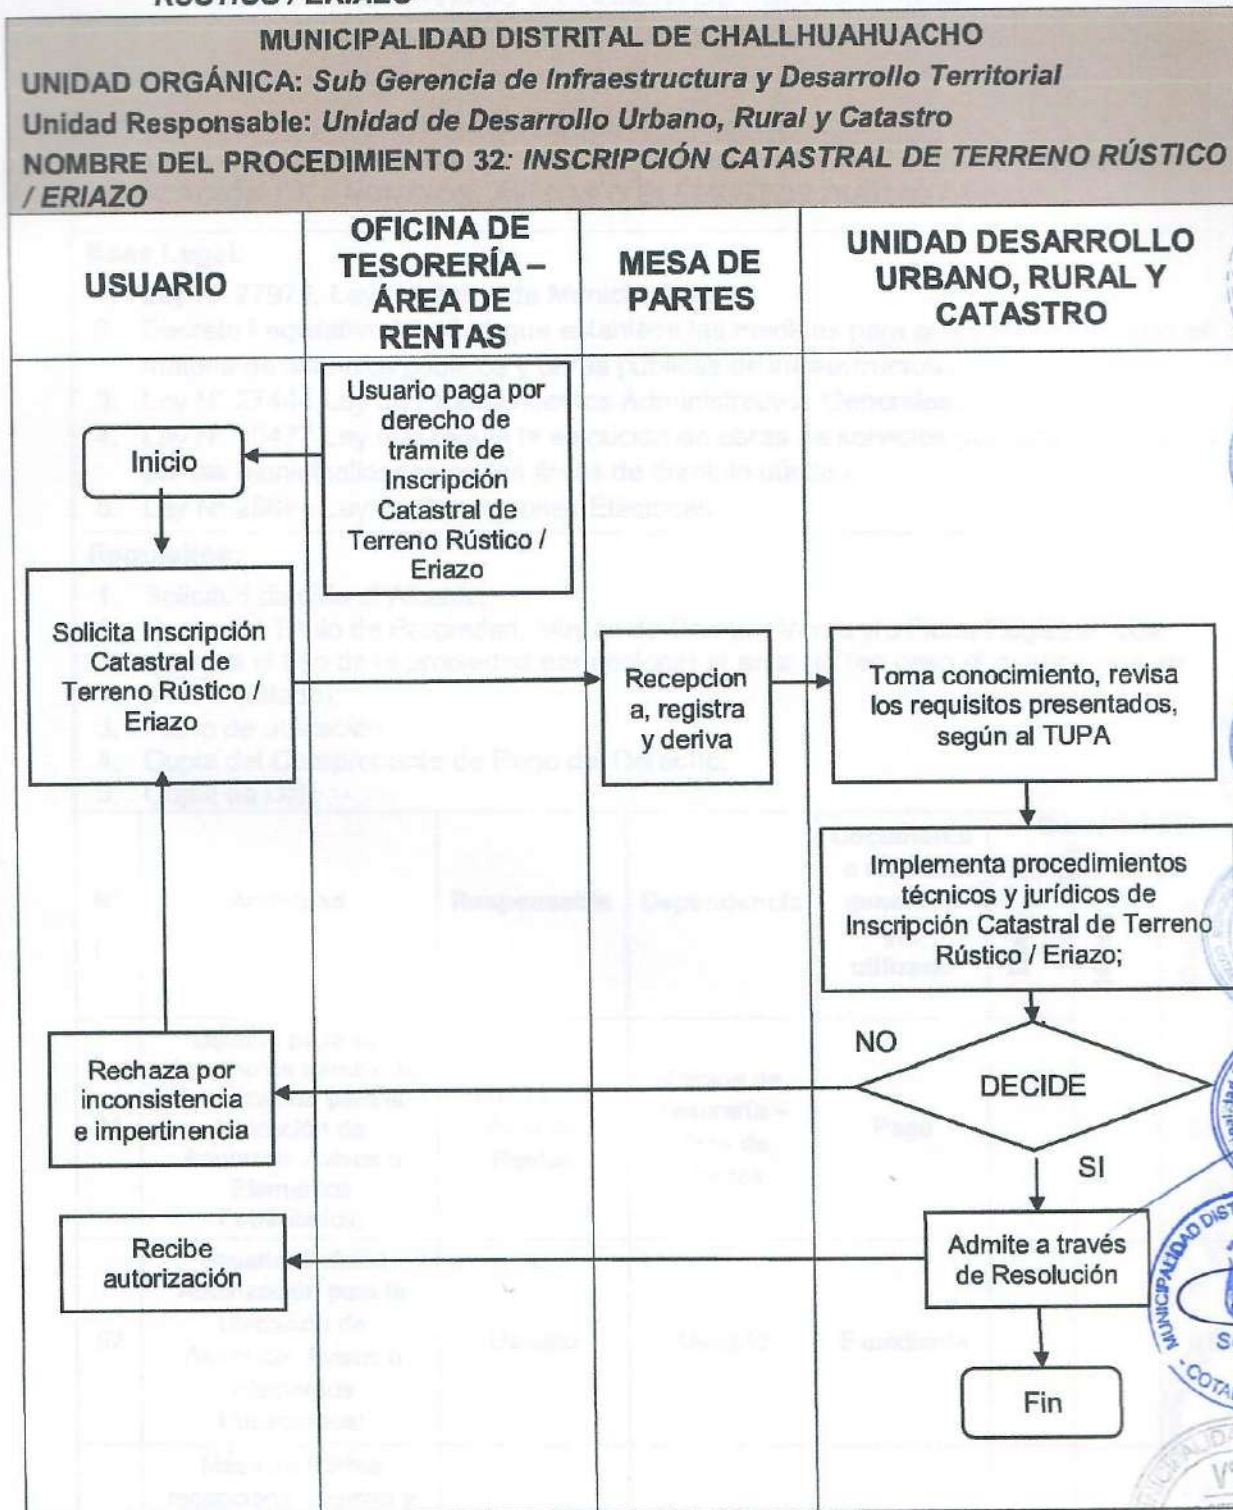 RÚSTICO / ERIAZO
MUNICIPALIDAD DISTRITAL DE CHALLHUAHUACHO
UNIDAD ORGÁNICA: Sub Gerencia de Infraestructura y Desarrollo Territorial
Unidad Responsable: Unidad de Desarrollo Urbano, Rural y Catastro
NOMBRE DEL PROCEDIMIENTO 32: INSCRIPCIÓN CATASTRAL DE TERRENO RÚSTICO
/ ERIAZO
USUARIO
OFICINA DE
TESORERÍA –
ÁREA DE
RENTAS
MESA DE
PARTES
UNIDAD DESARROLLO
URBANO, RURAL Y
CATASTRO
Usuario paga por
derecho de
trámite de
Inscripción
Catastral de
Terreno Rústico /
Eriazo
Inicio
Solicita Inscripción
Catastral de
Terreno Rústico /
Eriazo
Recepcion
a, registra
y deriva
Toma conocimiento, revisa
los requisitos presentados,
según al TUPA
Implementa procedimientos
técnicos y jurídicos de
Inscripción Catastral de Terreno
Rústico / Eriazo;
NO
DECIDE
SI
Rechaza por
inconsistencia
e impertinencia
Recibe
autorización
Admite a través
de Resolución
Fin
MUNICIPALIDAD